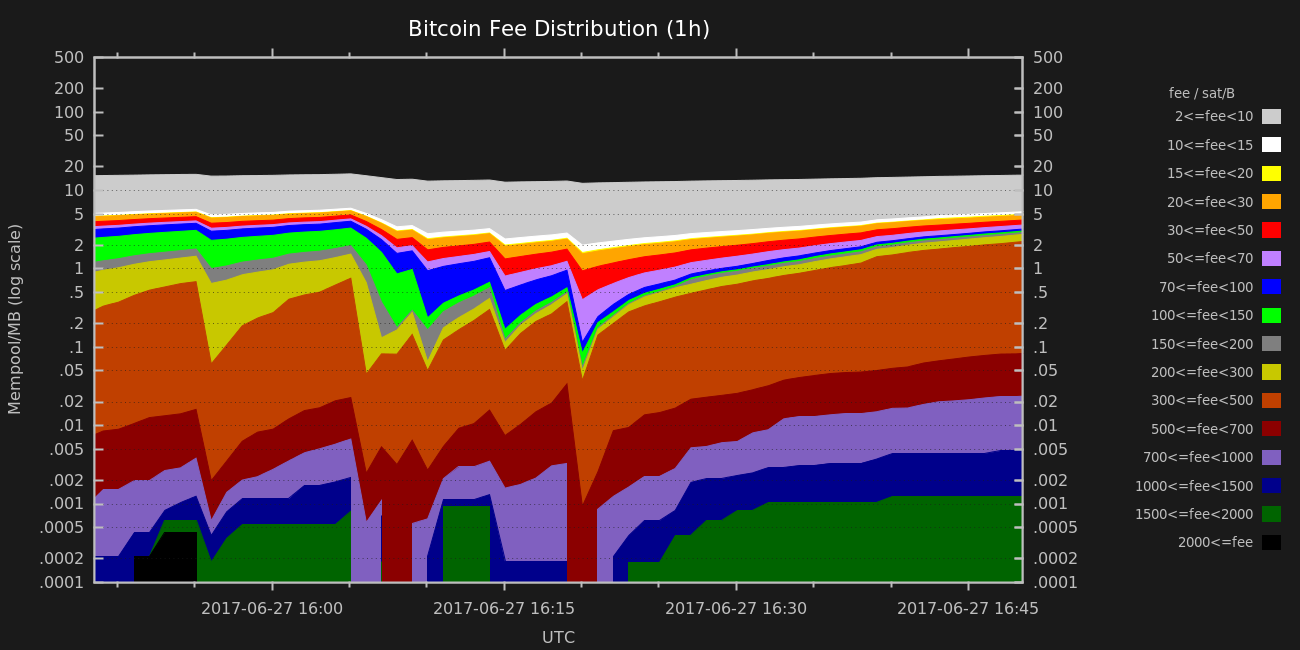 Bitcoin Fee Distribution (1h)
500
200
100
50
20
10
5
2
1
.5
.2
.1
.05
.02
.01
.005
.002
.001
.0005
.0002
.0001
Mempool/MB (log scale)
500
200
100
50
20
10
5
2
1
.5
.2
.1
.05
.02
.01
.005
.002
.001
.0005
.0002
.0001
2017-06-27 16:00 2017-06-27 16:15 2017-06-27 16:30 2017-06-27 16:45
UTC
fee / sat/B
2<=fee<10
10<=fee<15
15<=fee<20
20<=fee<30
30<=fee<50
50<=fee<70
70<=fee<100
100<=fee<150
150<=fee<200
200<=fee<300
300<=fee<500
500<=fee<700
700<=fee<1000
1000<=fee<1500
1500<=fee<2000
2000<=fee